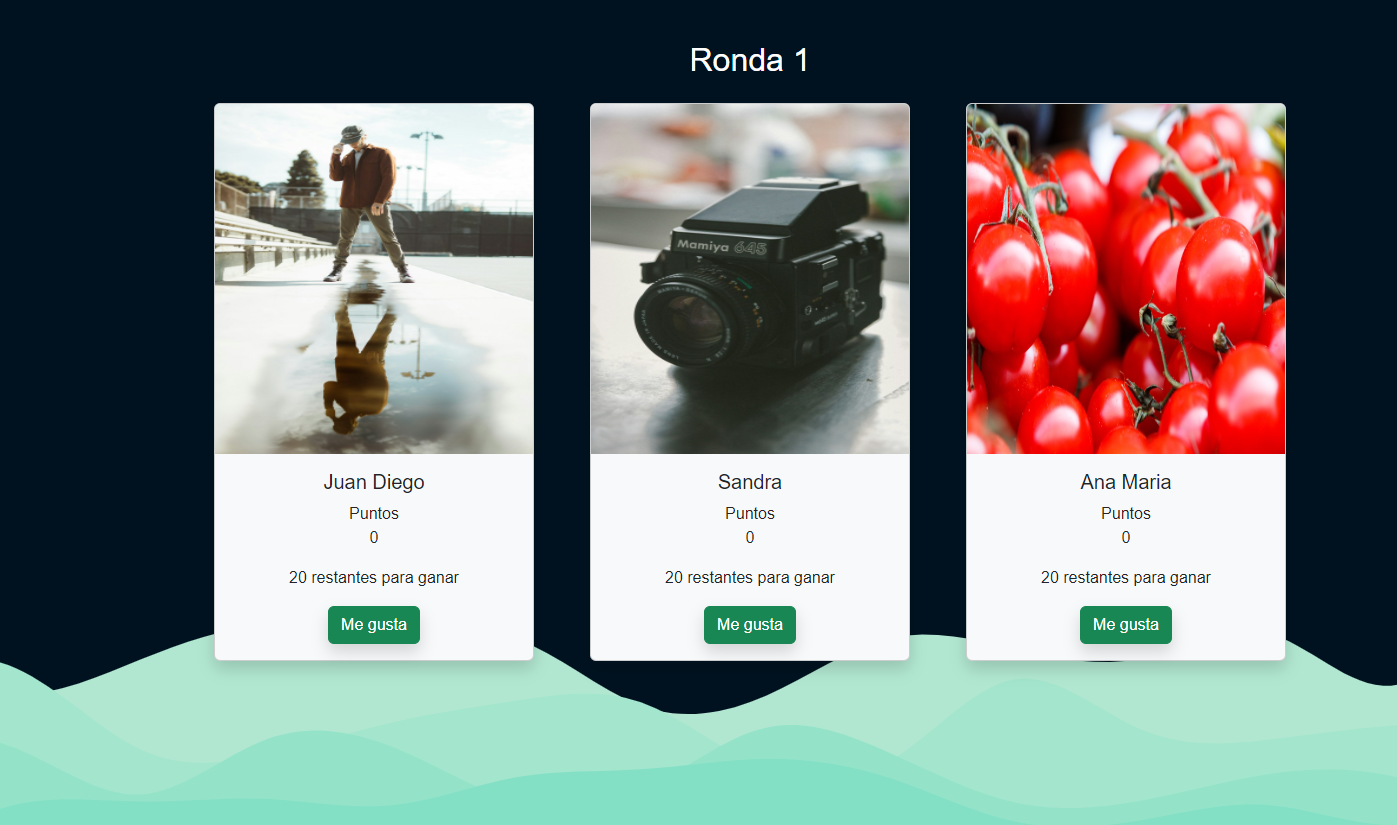 Ronda 1
Mamiya 645
Juan Diego
Puntos
0
20 restantes para ganar
Me gusta
Sandra
Puntos
0
20 restantes para ganar
Me gusta
Ana Maria
Puntos
0
20 restantes para ganar
Me gusta